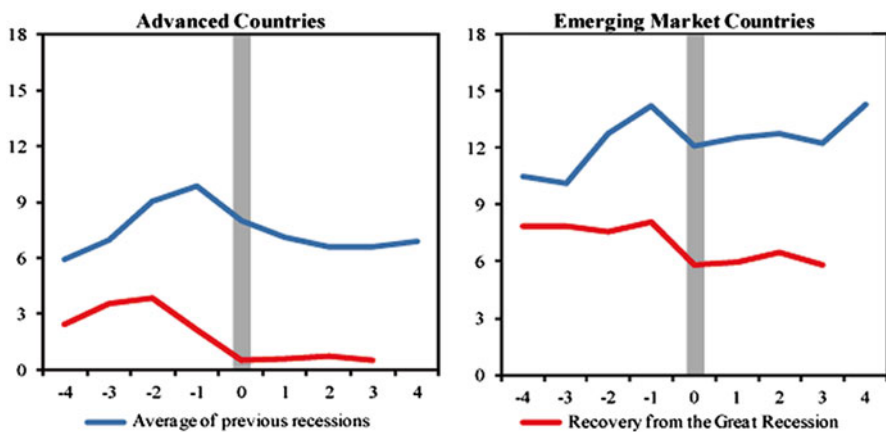 Advanced Countries
18
15
12
9
6
3
0
-4 -3 -2 -1 0 1 2 3 4
Emerging Market Countries
18
15
12
9
6
3
0
-4 -3 -2 -1 0 1 2 3 4
Average of previous recessions
Recovery from the Great Recession